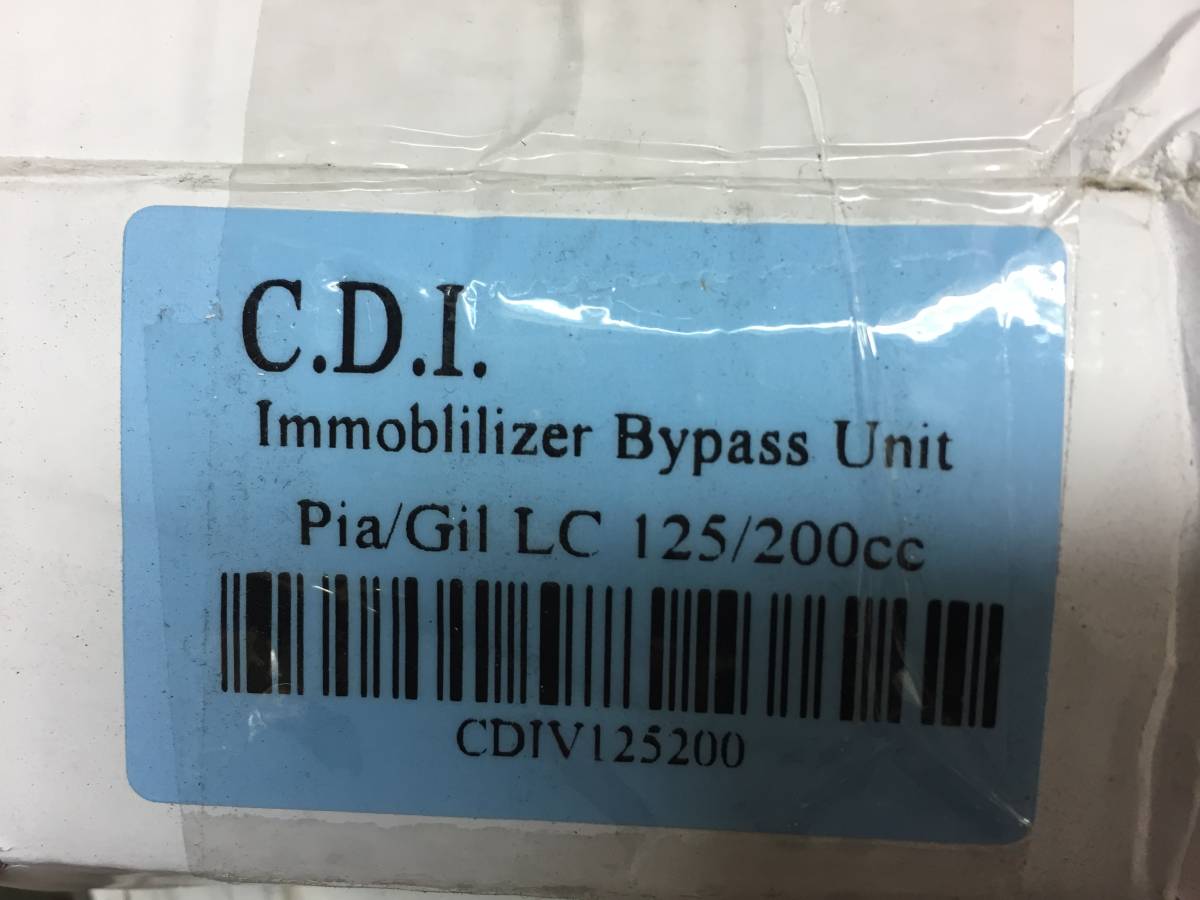 C.D.I.
Immoblilizer Bypass Unit
Pia/Gil LC 125/200cc
CDIV125200